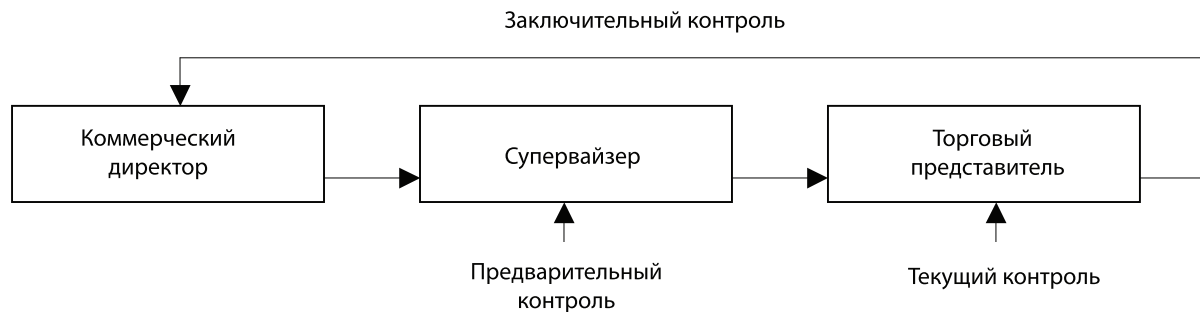 Заключительный контроль
Коммерческий
директор
Супервайзер
Торговый
представитель
Предварительный
контроль
Текущий контроль